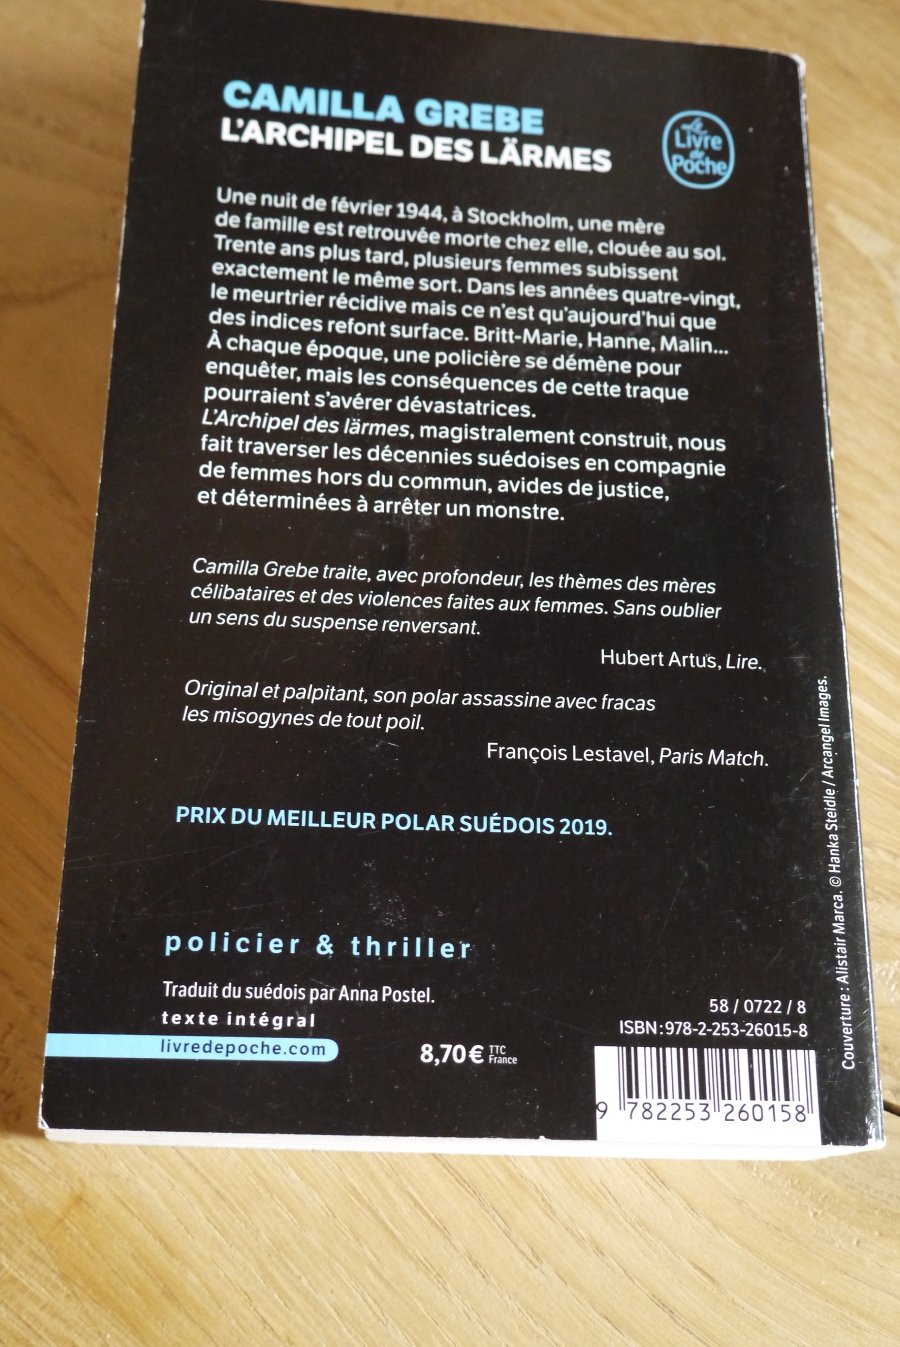 CAMILLA GREBE
L'ARCHIPEL DES LÄRMES
Le
Livre
de
Poche
Une nuit de février 1944, à Stockholm, une mère
de famille est retrouvée morte chez elle, clouée au sol.
Trente ans plus tard, plusieurs femmes subissent
exactement le même sort. Dans les années quatre-vingt,
le meurtrier récidive mais ce n'est qu'aujourd'hui que
des indices refont surface. Britt-Marie, Hanne, Malin...
À chaque époque, une policière se démène pour
enquêter, mais les conséquences de cette traque
pourraient s'avérer dévastatrices.
L'Archipel des lärmes, magistralement construit, nous
fait traverser les décennies suédoises en compagnie
de femmes hors du commun, avides de justice,
et déterminées à arrêter un monstre.
Camilla Grebe traite, avec profondeur, les thèmes des mères
célibataires et des violences faites aux femmes. Sans oublier
un sens du suspense renversant.
Hubert Artus, Lire.
Original et palpitant, son polar assassine avec fracas
les misogynes de tout poil.
François Lestavel, Paris Match.
PRIX DU MEILLEUR POLAR SUÉDOIS 2019.
policier & thriller
Traduit du suédois par Anna Postel.
texte intégral
livredepoche.com
8,70 € TTC
France
58 / 0722 / 8
ISBN : 978-2-253-26015-8
9 782253 260158
Couverture : Alistair Marca. © Hanka Steidle / Arcangel Images.